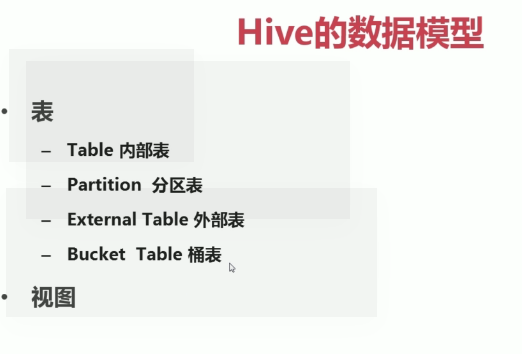 Hive的数据模型
• 表
– Table 内部表
– Partition 分区表
– External Table 外部表
– Bucket Table 桶表
• 视图